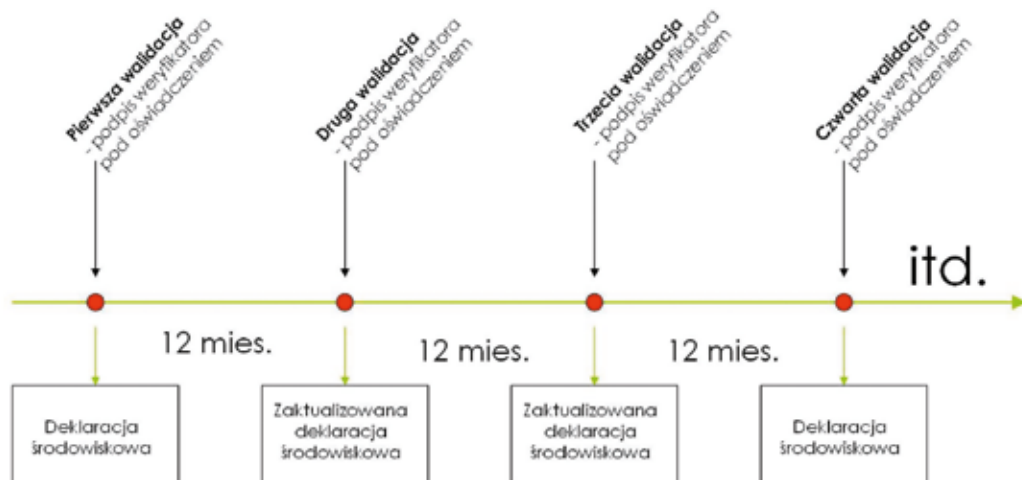 Pierwsza walidacja
- podpis weryfikatora
pod oświadczeniem
Druga walidacja
- podpis weryfikatora
pod oświadczeniem
Trzecia walidacja
- podpis weryfikatora
pod oświadczeniem
Czwarta walidacja
- podpis weryfikatora
pod oświadczeniem
itd.
12 mies.
12 mies.
12 mies.
Deklaracja
środowiskowa
Zaktualizowana
deklaracja
środowiskowa
Zaktualizowana
deklaracja
środowiskowa
Deklaracja
środowiskowa